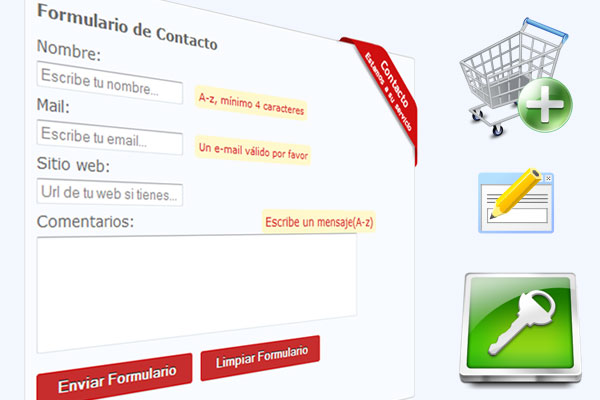 Formulario de Contacto
Contacto
Estamos a su servicio
Nombre:
Escribe tu nombre...
A-z, mínimo 4 caracteres
Mail:
Escribe tu email...
Un e-mail válido por favor
Sitio web:
Url de tu web si tienes...
Comentarios:
Escribe un mensaje(A-z)
Enviar Formulario
Limpiar Formulario